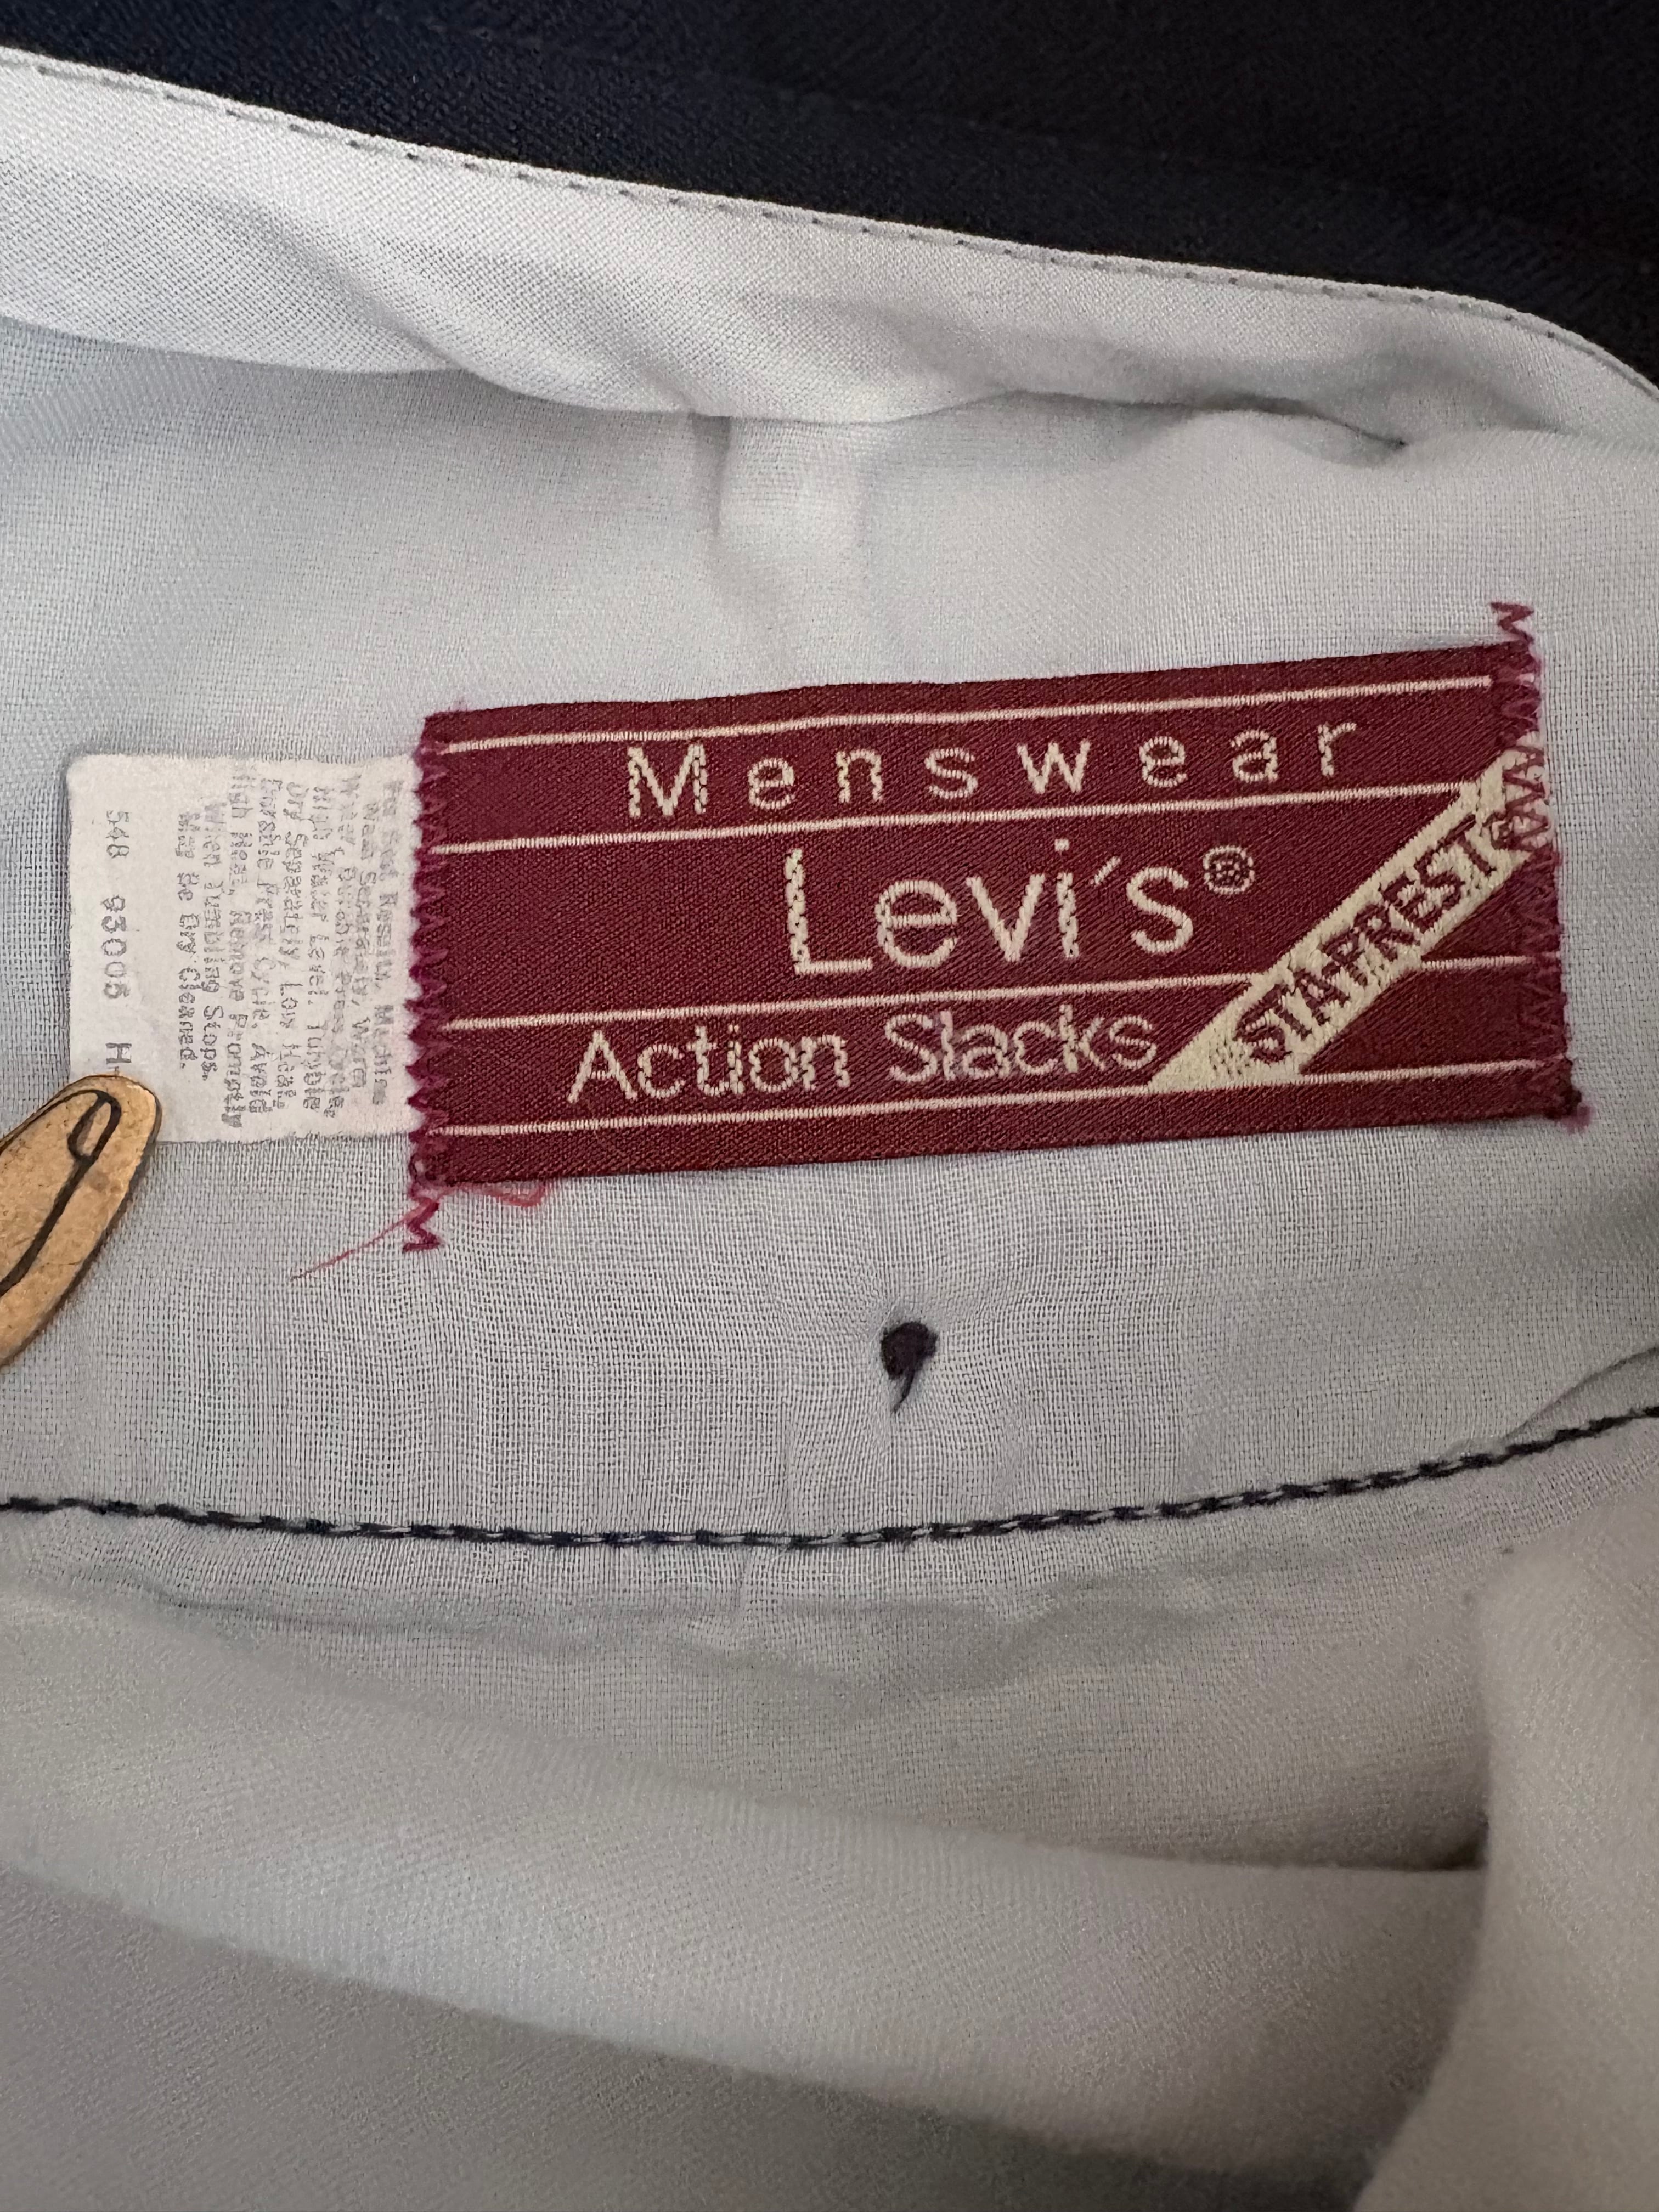 Menswear
Levi's®
Action Slacks
STA-PREST®
For Best Results, Machine
Wash Separately, Warm
Water, Durable Press Cycle,
High Water Level. Tumble
Dry Separately, Low Heat,
Durable Press Cycle. Avoid
High Heat, Remove Promptly
When Tumbling Stops.
May Be Dry Cleaned.
548 93005